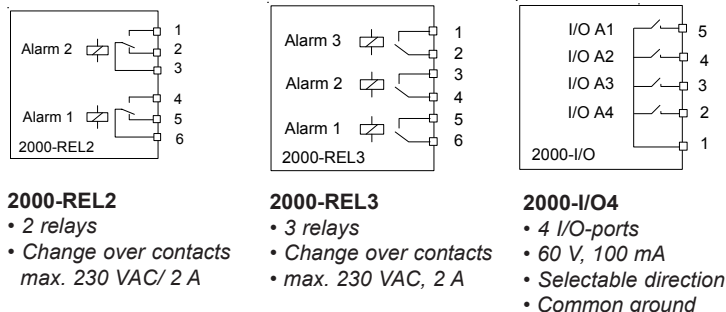 Alarm 2
1
2
3
Alarm 1
4
5
6
2000-REL2
2000-REL2
• 2 relays
• Change over contacts
max. 230 VAC/ 2 A
Alarm 3
1
2
Alarm 2
3
4
Alarm 1
5
6
2000-REL3
2000-REL3
• 3 relays
• Change over contacts
• max. 230 VAC, 2 A
I/O A1
5
I/O A2
4
I/O A3
3
I/O A4
2
1
2000-I/O
2000-I/O4
• 4 I/O-ports
• 60 V, 100 mA
• Selectable direction
• Common ground